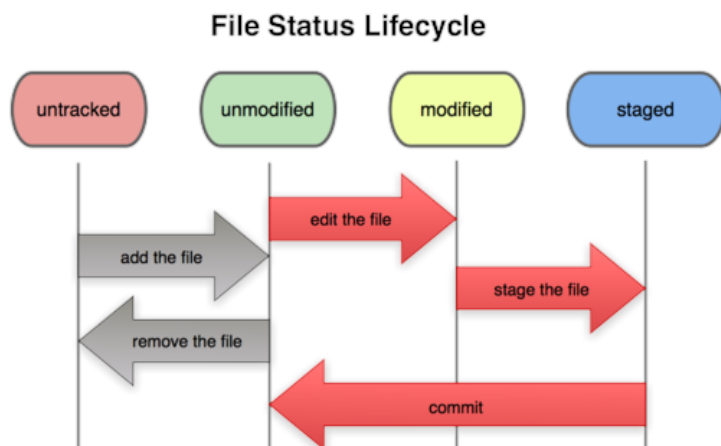 File Status Lifecycle
untracked
unmodified
modified
staged
edit the file
add the file
stage the file
remove the file
commit